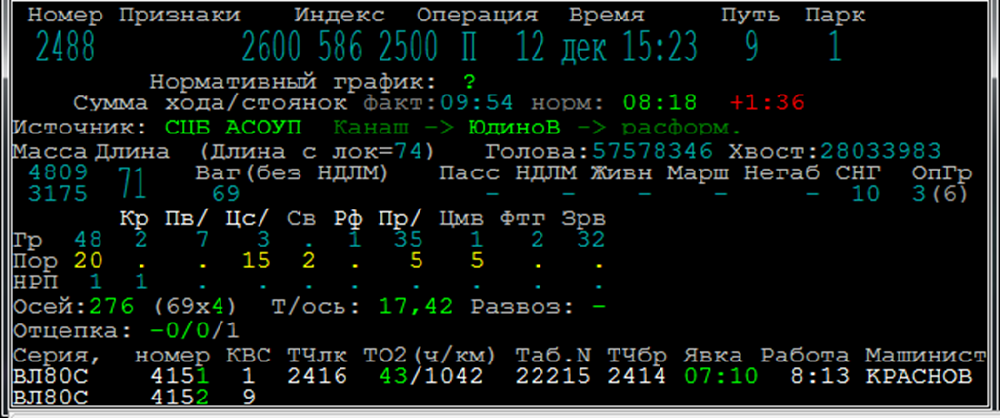 Номер Признаки Индекс Операция Время Путь Парк
2488 2600 586 2500 П 12 дек 15:23 9 1
Нормативный график: ?
Сумма хода/стоянок факт:09:54 норм: 08:18 +1:36
Источник: СЦБ АСОУП Канаш -> ЮдиноВ -> расформ.
Масса Длина (Длина с лок=74) Голова:57578346 Хвост:28033983
4809 71 Ваг(без НДЛМ) Пасс НДЛМ Живн Марш Негаб СНГ ОпГр
3175 69 - - - - - 10 3(6)
Кр Пв/ Цс/ Св Рф Пр/ Цмв Фтг Зрв
Гр 48 2 7 3 . 1 35 1 2 32
Пор 20 . . 15 2 . 5 5 . .
НРП 1 1 . . . . . . . .
Осей:276 (69x4) Т/ось: 17,42 Развоз: -
Отцепка: -0/0/1
Серия, номер КВС ТЧлк ТО2(ч/км) Таб.N ТЧбр Явка Работа Машинист
ВЛ80С 4151 1 2416 43/1042 22215 2414 07:10 8:13 КРАСНОВ
ВЛ80С 4152 9